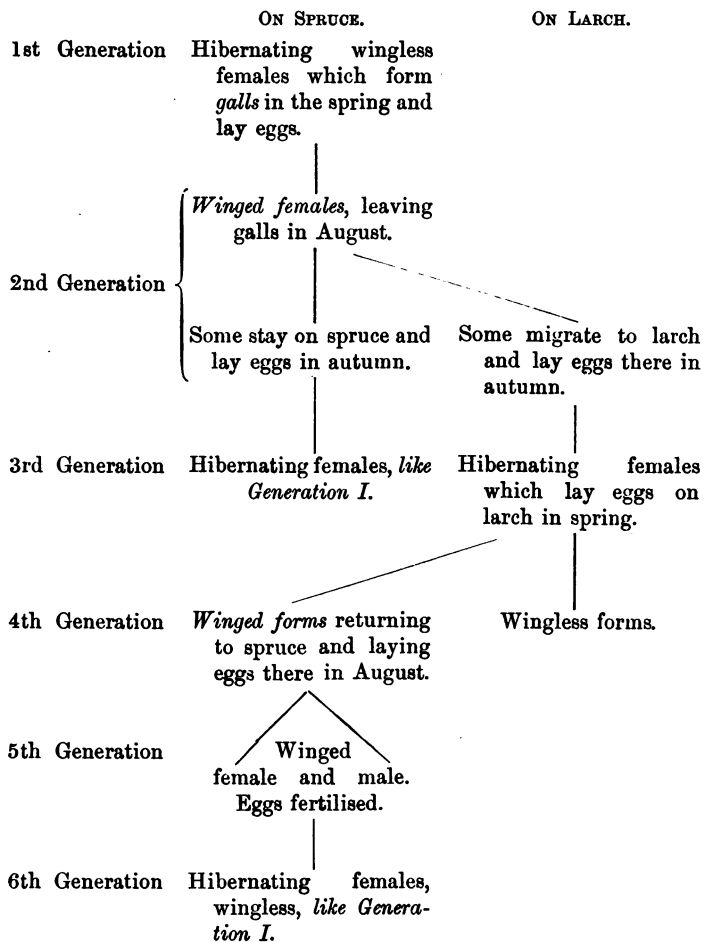 On Spruce. On Larch.
1st Generation Hibernating wingless
females which form
galls in the spring and
lay eggs.
Winged females, leaving
galls in August.
2nd Generation
Some stay on spruce and
lay eggs in autumn.
Some migrate to larch
and lay eggs there in
autumn.
3rd Generation Hibernating females, like
Generation I.
Hibernating females
which lay eggs on
larch in spring.
4th Generation Winged forms returning
to spruce and laying
eggs there in August.
Wingless forms.
5th Generation Winged
female and male.
Eggs fertilised.
6th Generation Hibernating females,
wingless, like Genera-
tion I.